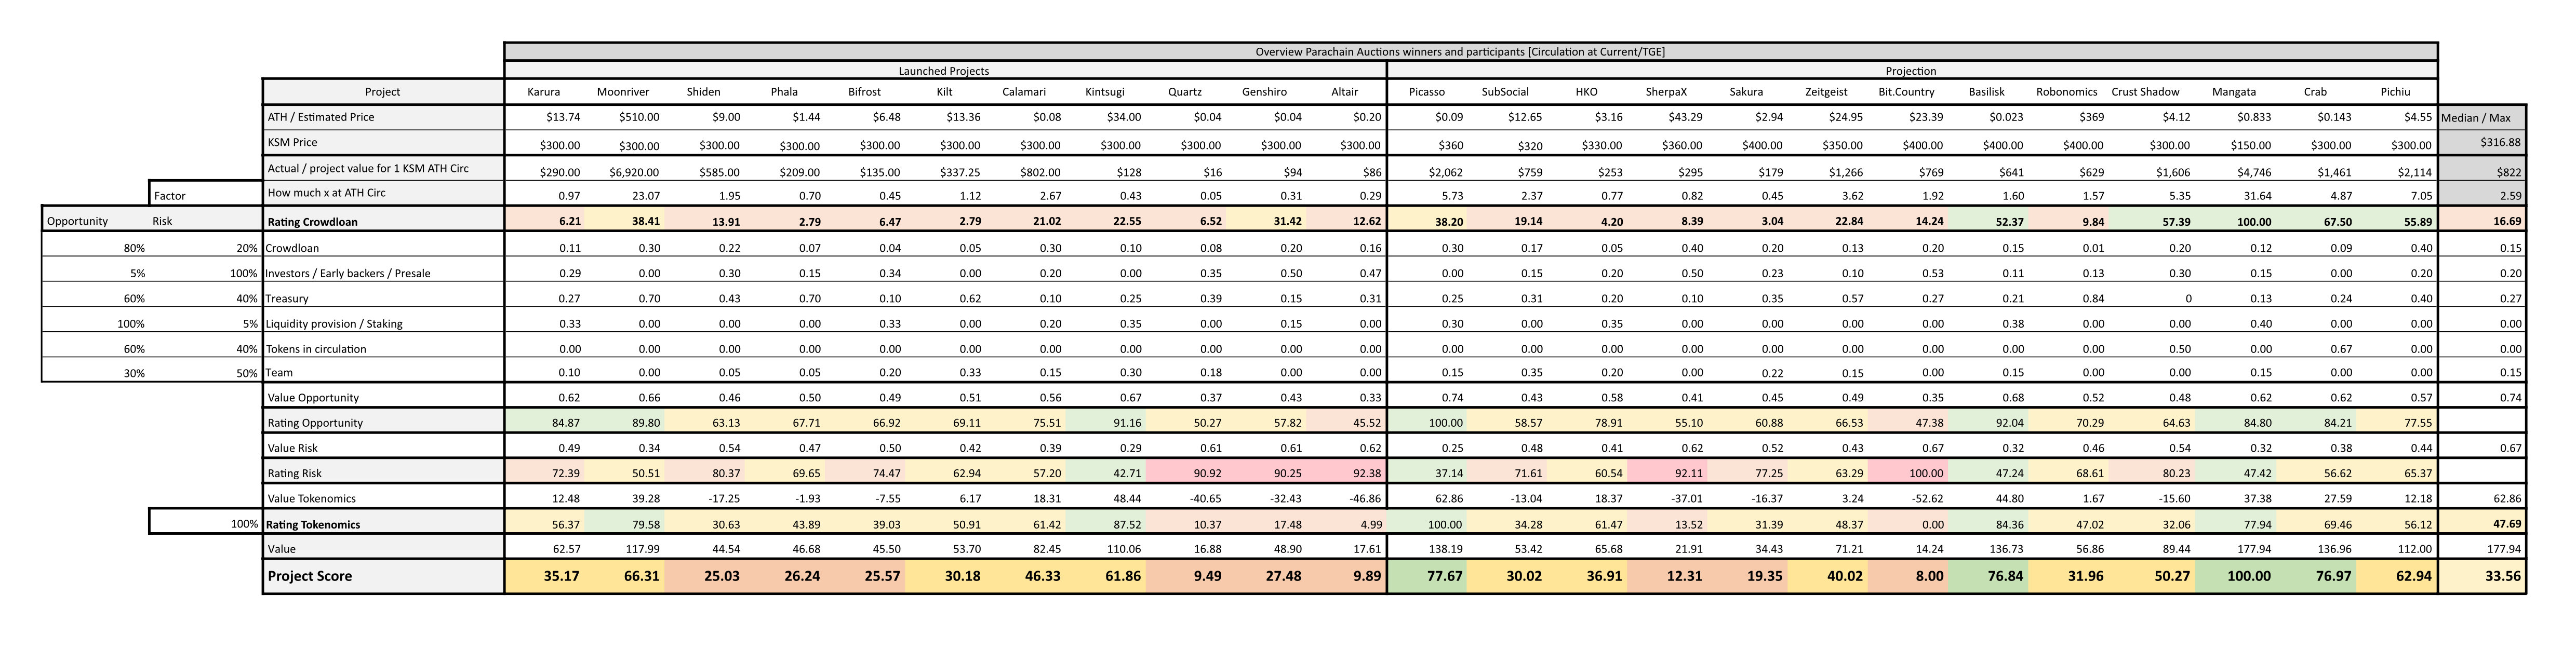 Overview Parachain Auctions winners and participants [Circulation at Current/TGE]
Launched Projects Projection
Project Karura Moonriver Shiden Phala Bifrost Kilt Calamari Kintsugi Quartz Genshiro Altair Picasso SubSocial HKO SherpaX Sakura Zeitgeist Bit.Country Basilisk Robonomics Crust Shadow Mangata Crab Pichiu
ATH / Estimated Price $13.74 $510.00 $9.00 $1.44 $6.48 $13.36 $0.08 $34.00 $0.04 $0.04 $0.20 $0.09 $12.65 $3.16 $43.29 $2.94 $24.95 $23.39 $0.023 $369 $4.12 $0.833 $0.143 $4.55 Median / Max
KSM Price $300.00 $300.00 $300.00 $300.00 $300.00 $300.00 $300.00 $300.00 $300.00 $300.00 $300.00 $360 $320 $330.00 $360.00 $400.00 $350.00 $400.00 $400.00 $400.00 $300.00 $150.00 $300.00 $300.00 $316.88
Actual / project value for 1 KSM ATH Circ $290.00 $6,920.00 $585.00 $209.00 $135.00 $337.25 $802.00 $128 $16 $94 $86 $2,062 $759 $253 $295 $179 $1,266 $769 $641 $629 $1,606 $4,746 $1,461 $2,114 $822
Factor How much x at ATH Circ 0.97 23.07 1.95 0.70 0.45 1.12 2.67 0.43 0.05 0.31 0.29 5.73 2.37 0.77 0.82 0.45 3.62 1.92 1.60 1.57 5.35 31.64 4.87 7.05 2.59
Opportunity Risk Rating Crowdloan 6.21 38.41 13.91 2.79 6.47 2.79 21.02 22.55 6.52 31.42 12.62 38.20 19.14 4.20 8.39 3.04 22.84 14.24 52.37 9.84 57.39 100.00 67.50 55.89 16.69
80% 20% Crowdloan 0.11 0.30 0.22 0.07 0.04 0.05 0.30 0.10 0.08 0.20 0.16 0.30 0.17 0.05 0.40 0.20 0.13 0.20 0.15 0.01 0.20 0.12 0.09 0.40 0.15
5% 100% Investors / Early backers / Presale 0.29 0.00 0.30 0.15 0.34 0.00 0.20 0.00 0.35 0.50 0.47 0.00 0.15 0.20 0.50 0.23 0.10 0.53 0.11 0.13 0.30 0.15 0.00 0.20 0.20
60% 40% Treasury 0.27 0.70 0.43 0.70 0.10 0.62 0.10 0.25 0.39 0.15 0.31 0.25 0.31 0.20 0.10 0.35 0.57 0.27 0.21 0.84 0 0.13 0.24 0.40 0.27
100% 5% Liquidity provision / Staking 0.33 0.00 0.00 0.00 0.33 0.00 0.20 0.35 0.00 0.15 0.00 0.30 0.00 0.35 0.00 0.00 0.00 0.00 0.38 0.00 0.00 0.40 0.00 0.00 0.00
60% 40% Tokens in circulation 0.00 0.00 0.00 0.00 0.00 0.00 0.00 0.00 0.00 0.00 0.00 0.00 0.00 0.00 0.00 0.00 0.00 0.00 0.00 0.00 0.50 0.00 0.67 0.00 0.00
30% 50% Team 0.10 0.00 0.05 0.05 0.20 0.33 0.15 0.30 0.18 0.00 0.00 0.15 0.35 0.20 0.00 0.22 0.15 0.00 0.15 0.00 0.00 0.15 0.00 0.00 0.15
Value Opportunity 0.62 0.66 0.46 0.50 0.49 0.51 0.56 0.67 0.37 0.43 0.33 0.74 0.43 0.58 0.41 0.45 0.49 0.35 0.68 0.52 0.48 0.62 0.62 0.57 0.74
Rating Opportunity 84.87 89.80 63.13 67.71 66.92 69.11 75.51 91.16 50.27 57.82 45.52 100.00 58.57 78.91 55.10 60.88 66.53 47.38 92.04 70.29 64.63 84.80 84.21 77.55
Value Risk 0.49 0.34 0.54 0.47 0.50 0.42 0.39 0.29 0.61 0.61 0.62 0.25 0.48 0.41 0.62 0.52 0.43 0.67 0.32 0.46 0.54 0.32 0.38 0.44 0.67
Rating Risk 72.39 50.51 80.37 69.65 74.47 62.94 57.20 42.71 90.92 90.25 92.38 37.14 71.61 60.54 92.11 77.25 63.29 100.00 47.24 68.61 80.23 47.42 56.62 65.37
Value Tokenomics 12.48 39.28 -17.25 -1.93 -7.55 6.17 18.31 48.44 -40.65 -32.43 -46.86 62.86 -13.04 18.37 -37.01 -16.37 3.24 -52.62 44.80 1.67 -15.60 37.38 27.59 12.18 62.86
100% Rating Tokenomics 56.37 79.58 30.63 43.89 39.03 50.91 61.42 87.52 10.37 17.48 4.99 100.00 34.28 61.47 13.52 31.39 48.37 0.00 84.36 47.02 32.06 77.94 69.46 56.12 47.69
Value 62.57 117.99 44.54 46.68 45.50 53.70 82.45 110.06 16.88 48.90 17.61 138.19 53.42 65.68 21.91 34.43 71.21 14.24 136.73 56.86 89.44 177.94 136.96 112.00 177.94
Project Score 35.17 66.31 25.03 26.24 25.57 30.18 46.33 61.86 9.49 27.48 9.89 77.67 30.02 36.91 12.31 19.35 40.02 8.00 76.84 31.96 50.27 100.00 76.97 62.94 33.56